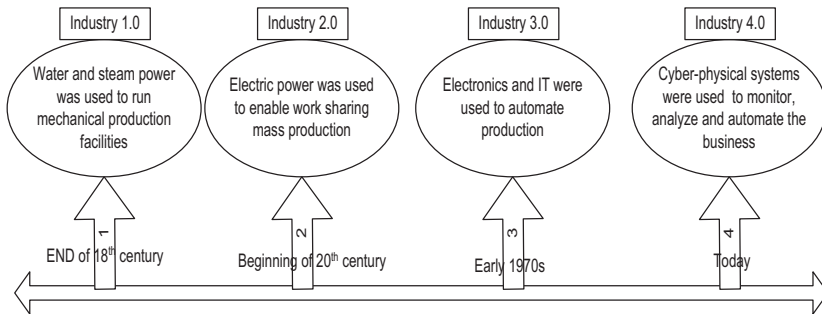 Industry 1.0
Water and steam power
was used to run
mechanical production
facilities
1
END of 18th century
Industry 2.0
Electric power was used
to enable work sharing
mass production
2
Beginning of 20th century
Industry 3.0
Electronics and IT were
used to automate
production
3
Early 1970s
Industry 4.0
Cyber-physical systems
were used to monitor,
analyze and automate the
business
4
Today